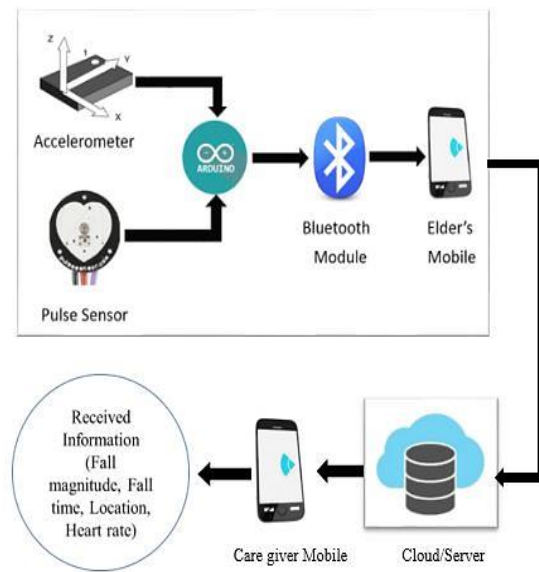 Z
1
Y
X
Accelerometer
ARDUINO
Bluetooth
Module
Elder's
Mobile
Pulse Sensor
Received
Information
(Fall
magnitude, Fall
time, Location,
Heart rate)
Care giver Mobile
Cloud/Server